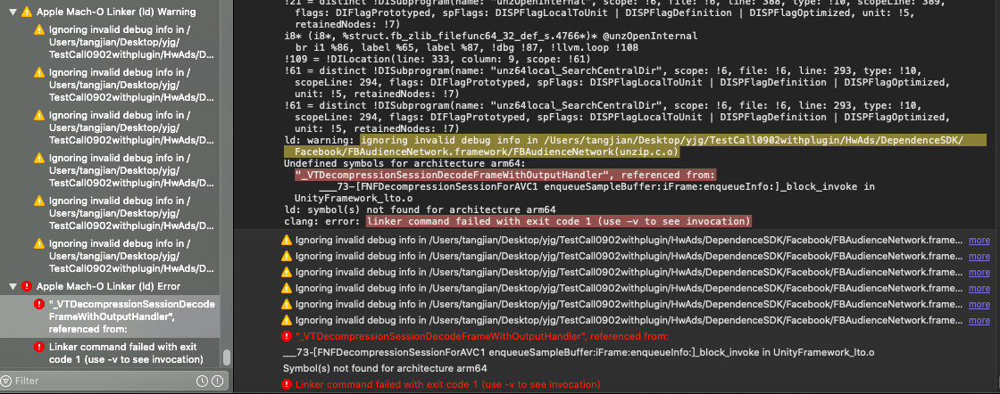 Apple Mach-O Linker (ld) Warning
Ignoring invalid debug info in /
Users/tangjian/Desktop/yjg/
TestCall0902withplugin/HwAds/D...
Ignoring invalid debug info in /
Users/tangjian/Desktop/yjg/
TestCall0902withplugin/HwAds/D...
Ignoring invalid debug info in /
Users/tangjian/Desktop/yjg/
TestCall0902withplugin/HwAds/D...
Ignoring invalid debug info in /
Users/tangjian/Desktop/yjg/
TestCall0902withplugin/HwAds/D...
Ignoring invalid debug info in /
Users/tangjian/Desktop/yjg/
TestCall0902withplugin/HwAds/D...
Ignoring invalid debug info in /
Users/tangjian/Desktop/yjg/
TestCall0902withplugin/HwAds/D...
Apple Mach-O Linker (ld) Error
"_VTDecompressionSessionDecode
FrameWithOutputHandler",
referenced from:
Linker command failed with exit
code 1 (use -v to see invocation)
Filter
!21 = distinct !DISubprogram(name: "unzOpenInternal", scope: !6, file: !6, line: 388, type: !10, scopeLine: 389,
flags: DIFlagPrototyped, spFlags: DISPFlagLocalToUnit | DISPFlagDefinition | DISPFlagOptimized, unit: !5,
retainedNodes: !7)
i8* (i8*, %struct.fb_zlib_filefunc64_32_def_s.4766*)* @unzOpenInternal
br i1 %86, label %65, label %87, !dbg !87, !llvm.loop !108
!109 = !DILocation(line: 333, column: 9, scope: !61)
!61 = distinct !DISubprogram(name: "unz64local_SearchCentralDir", scope: !6, file: !6, line: 293, type: !10,
scopeLine: 294, flags: DIFlagPrototyped, spFlags: DISPFlagLocalToUnit | DISPFlagDefinition | DISPFlagOptimized,
unit: !5, retainedNodes: !7)
!61 = distinct !DISubprogram(name: "unz64local_SearchCentralDir", scope: !6, file: !6, line: 293, type: !10,
scopeLine: 294, flags: DIFlagPrototyped, spFlags: DISPFlagLocalToUnit | DISPFlagDefinition | DISPFlagOptimized,
unit: !5, retainedNodes: !7)
ld: warning: ignoring invalid debug info in /Users/tangjian/Desktop/yjg/TestCall0902withplugin/HwAds/DependenceSDK/
Facebook/FBAudienceNetwork.framework/FBAudienceNetwork(unzip.c.o)
Undefined symbols for architecture arm64:
"_VTDecompressionSessionDecodeFrameWithOutputHandler", referenced from:
___73-[FNFDecompressionSessionForAVC1 enqueueSampleBuffer:iFrame:enqueueInfo:]_block_invoke in
UnityFramework_lto.o
ld: symbol(s) not found for architecture arm64
clang: error: linker command failed with exit code 1 (use -v to see invocation)
Ignoring invalid debug info in /Users/tangjian/Desktop/yjg/TestCall0902withplugin/HwAds/DependenceSDK/Facebook/FBAudienceNetwork.frame... more
Ignoring invalid debug info in /Users/tangjian/Desktop/yjg/TestCall0902withplugin/HwAds/DependenceSDK/Facebook/FBAudienceNetwork.frame... more
Ignoring invalid debug info in /Users/tangjian/Desktop/yjg/TestCall0902withplugin/HwAds/DependenceSDK/Facebook/FBAudienceNetwork.frame... more
Ignoring invalid debug info in /Users/tangjian/Desktop/yjg/TestCall0902withplugin/HwAds/DependenceSDK/Facebook/FBAudienceNetwork.frame... more
Ignoring invalid debug info in /Users/tangjian/Desktop/yjg/TestCall0902withplugin/HwAds/DependenceSDK/Facebook/FBAudienceNetwork.frame... more
Ignoring invalid debug info in /Users/tangjian/Desktop/yjg/TestCall0902withplugin/HwAds/DependenceSDK/Facebook/FBAudienceNetwork.frame... more
"_VTDecompressionSessionDecodeFrameWithOutputHandler", referenced from:
___73-[FNFDecompressionSessionForAVC1 enqueueSampleBuffer:iFrame:enqueueInfo:]_block_invoke in UnityFramework_lto.o
Symbol(s) not found for architecture arm64
Linker command failed with exit code 1 (use -v to see invocation)